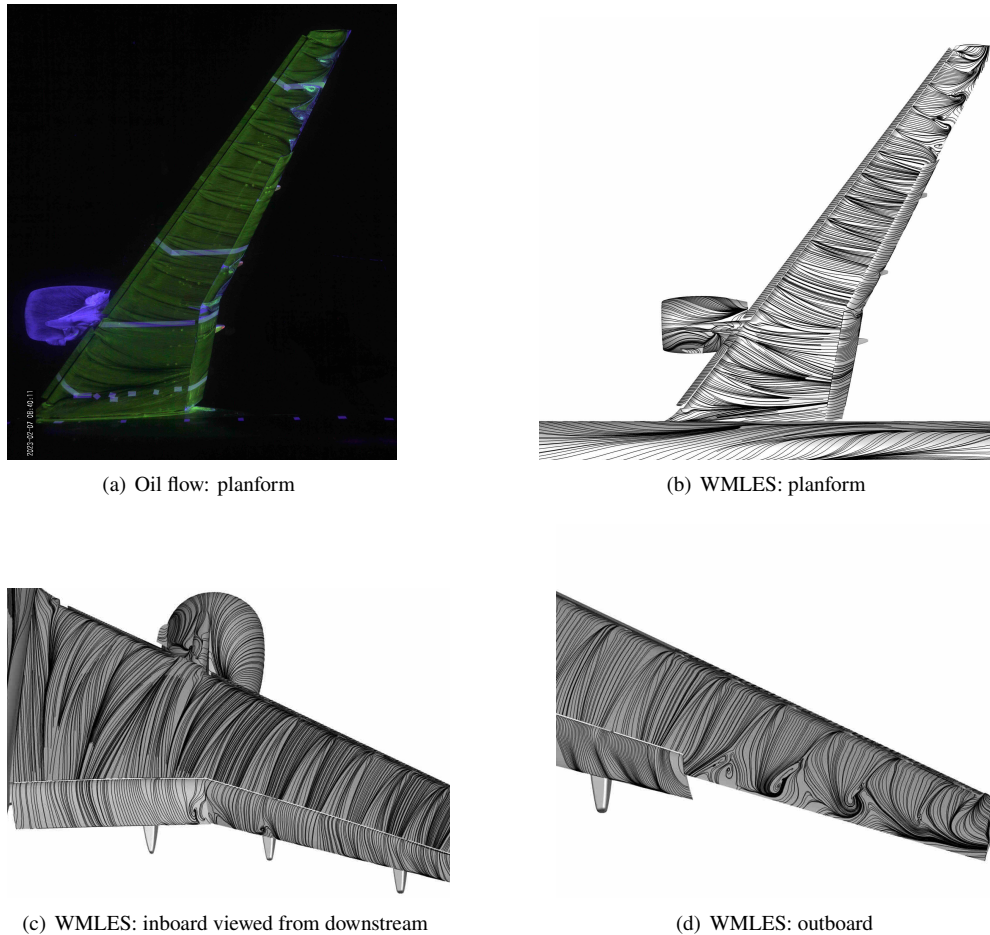 2023-02-07 08:40:11
(a) Oil flow: planform
(b) WMLES: planform
(c) WMLES: inboard viewed from downstream
(d) WMLES: outboard